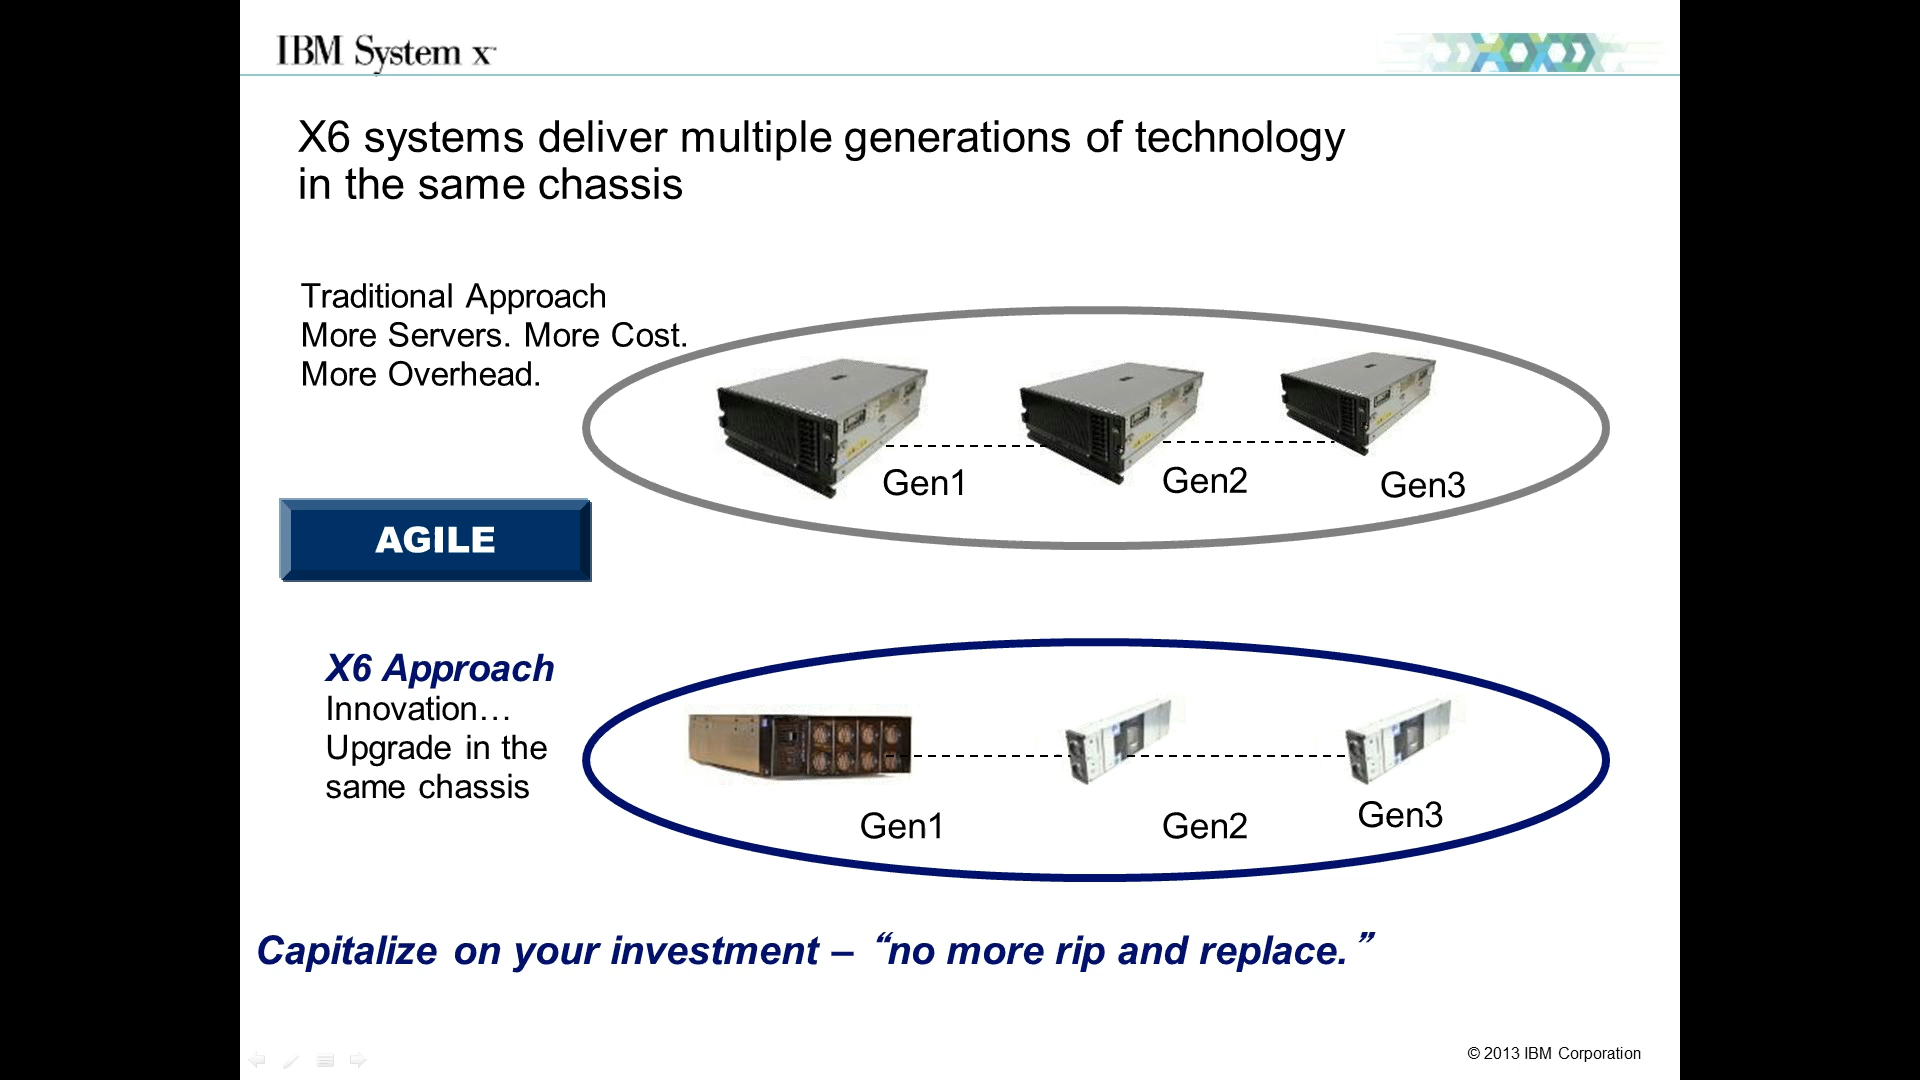 IBM System x™
X6 systems deliver multiple generations of technology
in the same chassis
Traditional Approach
More Servers. More Cost.
More Overhead.
Gen1
Gen2
Gen3
AGILE
X6 Approach
Innovation…
Upgrade in the
same chassis
Gen1
Gen2
Gen3
Capitalize on your investment – “no more rip and replace.”
© 2013 IBM Corporation